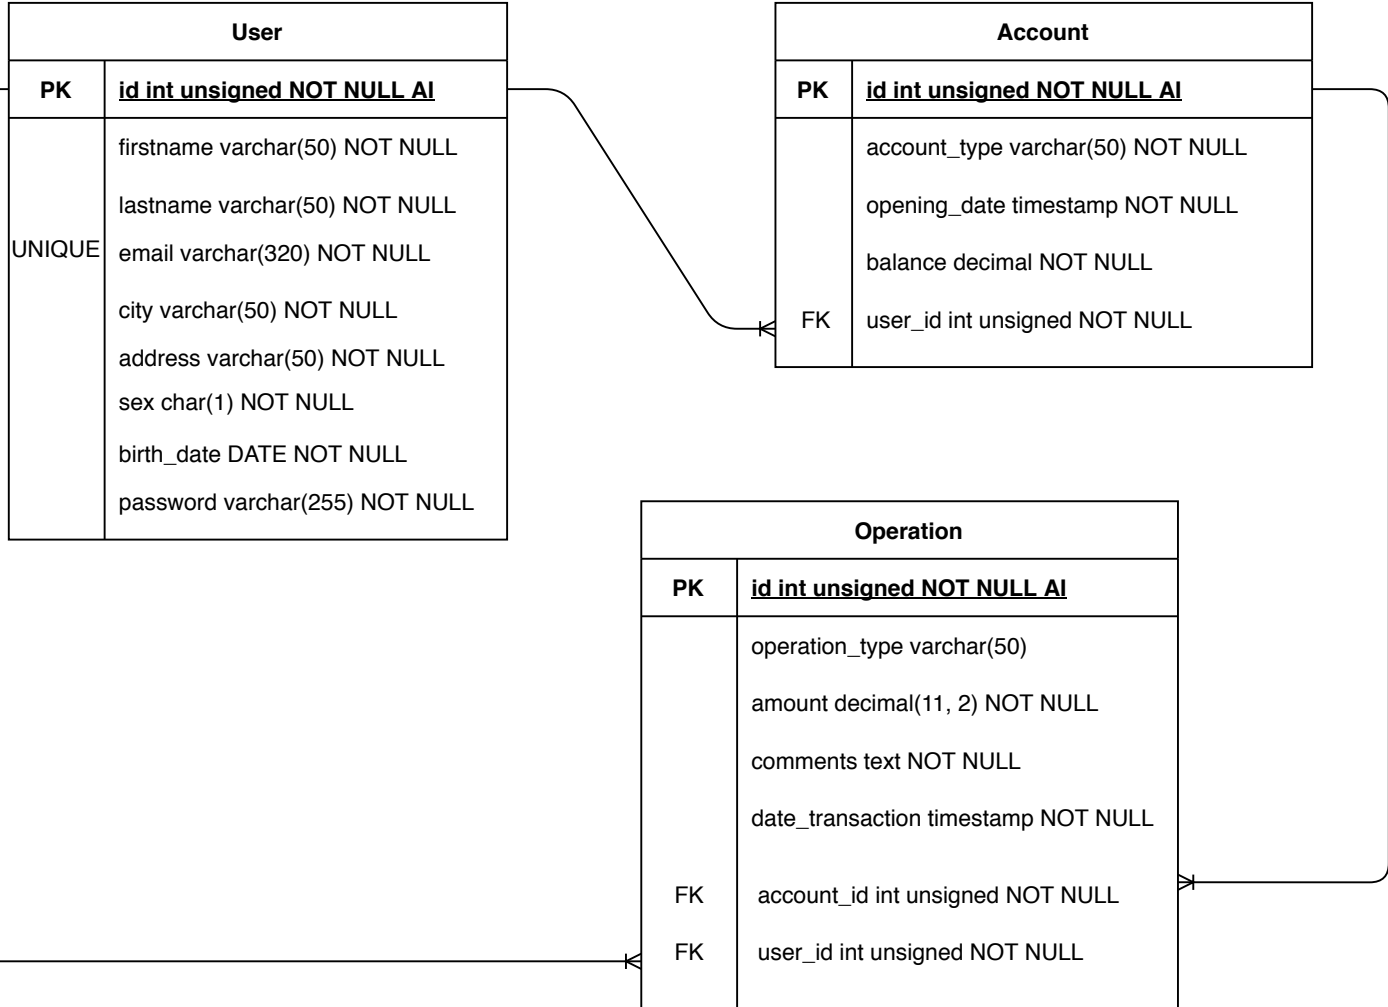 User
PK id int unsigned NOT NULL AI
firstname varchar(50) NOT NULL
lastname varchar(50) NOT NULL
UNIQUE email varchar(320) NOT NULL
city varchar(50) NOT NULL
address varchar(50) NOT NULL
sex char(1) NOT NULL
birth_date DATE NOT NULL
password varchar(255) NOT NULL
Account
PK id int unsigned NOT NULL AI
account_type varchar(50) NOT NULL
opening_date timestamp NOT NULL
balance decimal NOT NULL
FK user_id int unsigned NOT NULL
Operation
PK id int unsigned NOT NULL AI
operation_type varchar(50)
amount decimal(11, 2) NOT NULL
comments text NOT NULL
date_transaction timestamp NOT NULL
FK account_id int unsigned NOT NULL
FK user_id int unsigned NOT NULL